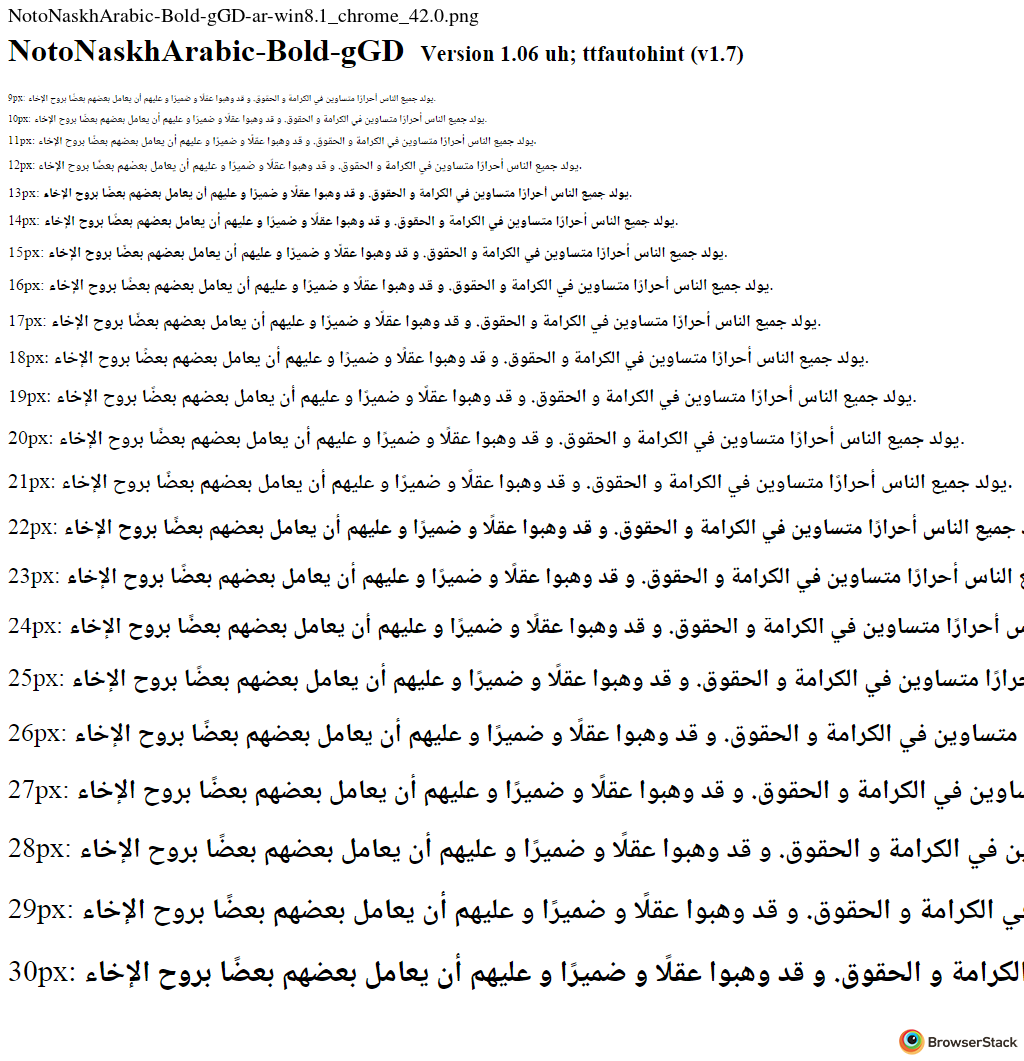 NotoNaskhArabic-Bold-gGD-ar-win8.1_chrome_42.0.png
NotoNaskhArabic-Bold-gGD Version 1.06 uh; ttfautohint (v1.7)
9px: يولد جميع الناس أحرارًا متساوين في الكرامة و الحقوق. و قد وهبوا عقلًا و ضميرًا و عليهم أن يعامل بعضهم بعضًا بروح الإخاء.
10px: يولد جميع الناس أحرارًا متساوين في الكرامة و الحقوق. و قد وهبوا عقلًا و ضميرًا و عليهم أن يعامل بعضهم بعضًا بروح الإخاء.
11px: يولد جميع الناس أحرارًا متساوين في الكرامة و الحقوق. و قد وهبوا عقلًا و ضميرًا و عليهم أن يعامل بعضهم بعضًا بروح الإخاء.
12px: يولد جميع الناس أحرارًا متساوين في الكرامة و الحقوق. و قد وهبوا عقلًا و ضميرًا و عليهم أن يعامل بعضهم بعضًا بروح الإخاء.
13px: يولد جميع الناس أحرارًا متساوين في الكرامة و الحقوق. و قد وهبوا عقلًا و ضميرًا و عليهم أن يعامل بعضهم بعضًا بروح الإخاء.
14px: يولد جميع الناس أحرارًا متساوين في الكرامة و الحقوق. و قد وهبوا عقلًا و ضميرًا و عليهم أن يعامل بعضهم بعضًا بروح الإخاء.
15px: يولد جميع الناس أحرارًا متساوين في الكرامة و الحقوق. و قد وهبوا عقلًا و ضميرًا و عليهم أن يعامل بعضهم بعضًا بروح الإخاء.
16px: يولد جميع الناس أحرارًا متساوين في الكرامة و الحقوق. و قد وهبوا عقلًا و ضميرًا و عليهم أن يعامل بعضهم بعضًا بروح الإخاء.
17px: يولد جميع الناس أحرارًا متساوين في الكرامة و الحقوق. و قد وهبوا عقلًا و ضميرًا و عليهم أن يعامل بعضهم بعضًا بروح الإخاء.
18px: يولد جميع الناس أحرارًا متساوين في الكرامة و الحقوق. و قد وهبوا عقلًا و ضميرًا و عليهم أن يعامل بعضهم بعضًا بروح الإخاء.
19px: يولد جميع الناس أحرارًا متساوين في الكرامة و الحقوق. و قد وهبوا عقلًا و ضميرًا و عليهم أن يعامل بعضهم بعضًا بروح الإخاء.
20px: يولد جميع الناس أحرارًا متساوين في الكرامة و الحقوق. و قد وهبوا عقلًا و ضميرًا و عليهم أن يعامل بعضهم بعضًا بروح الإخاء.
21px: يولد جميع الناس أحرارًا متساوين في الكرامة و الحقوق. و قد وهبوا عقلًا و ضميرًا و عليهم أن يعامل بعضهم بعضًا بروح الإخاء.
22px: جميع الناس أحرارًا متساوين في الكرامة و الحقوق. و قد وهبوا عقلًا و ضميرًا و عليهم أن يعامل بعضهم بعضًا بروح الإخاء
23px: الناس أحرارًا متساوين في الكرامة و الحقوق. و قد وهبوا عقلًا و ضميرًا و عليهم أن يعامل بعضهم بعضًا بروح الإخاء
24px: أحرارًا متساوين في الكرامة و الحقوق. و قد وهبوا عقلًا و ضميرًا و عليهم أن يعامل بعضهم بعضًا بروح الإخاء
25px: متساوين في الكرامة و الحقوق. و قد وهبوا عقلًا و ضميرًا و عليهم أن يعامل بعضهم بعضًا بروح الإخاء
26px: متساوين في الكرامة و الحقوق. و قد وهبوا عقلًا و ضميرًا و عليهم أن يعامل بعضهم بعضًا بروح الإخاء
27px: في الكرامة و الحقوق. و قد وهبوا عقلًا و ضميرًا و عليهم أن يعامل بعضهم بعضًا بروح الإخاء
28px: في الكرامة و الحقوق. و قد وهبوا عقلًا و ضميرًا و عليهم أن يعامل بعضهم بعضًا بروح الإخاء
29px: الكرامة و الحقوق. و قد وهبوا عقلًا و ضميرًا و عليهم أن يعامل بعضهم بعضًا بروح الإخاء
30px: الكرامة و الحقوق. و قد وهبوا عقلًا و ضميرًا و عليهم أن يعامل بعضهم بعضًا بروح الإخاء
BrowserStack